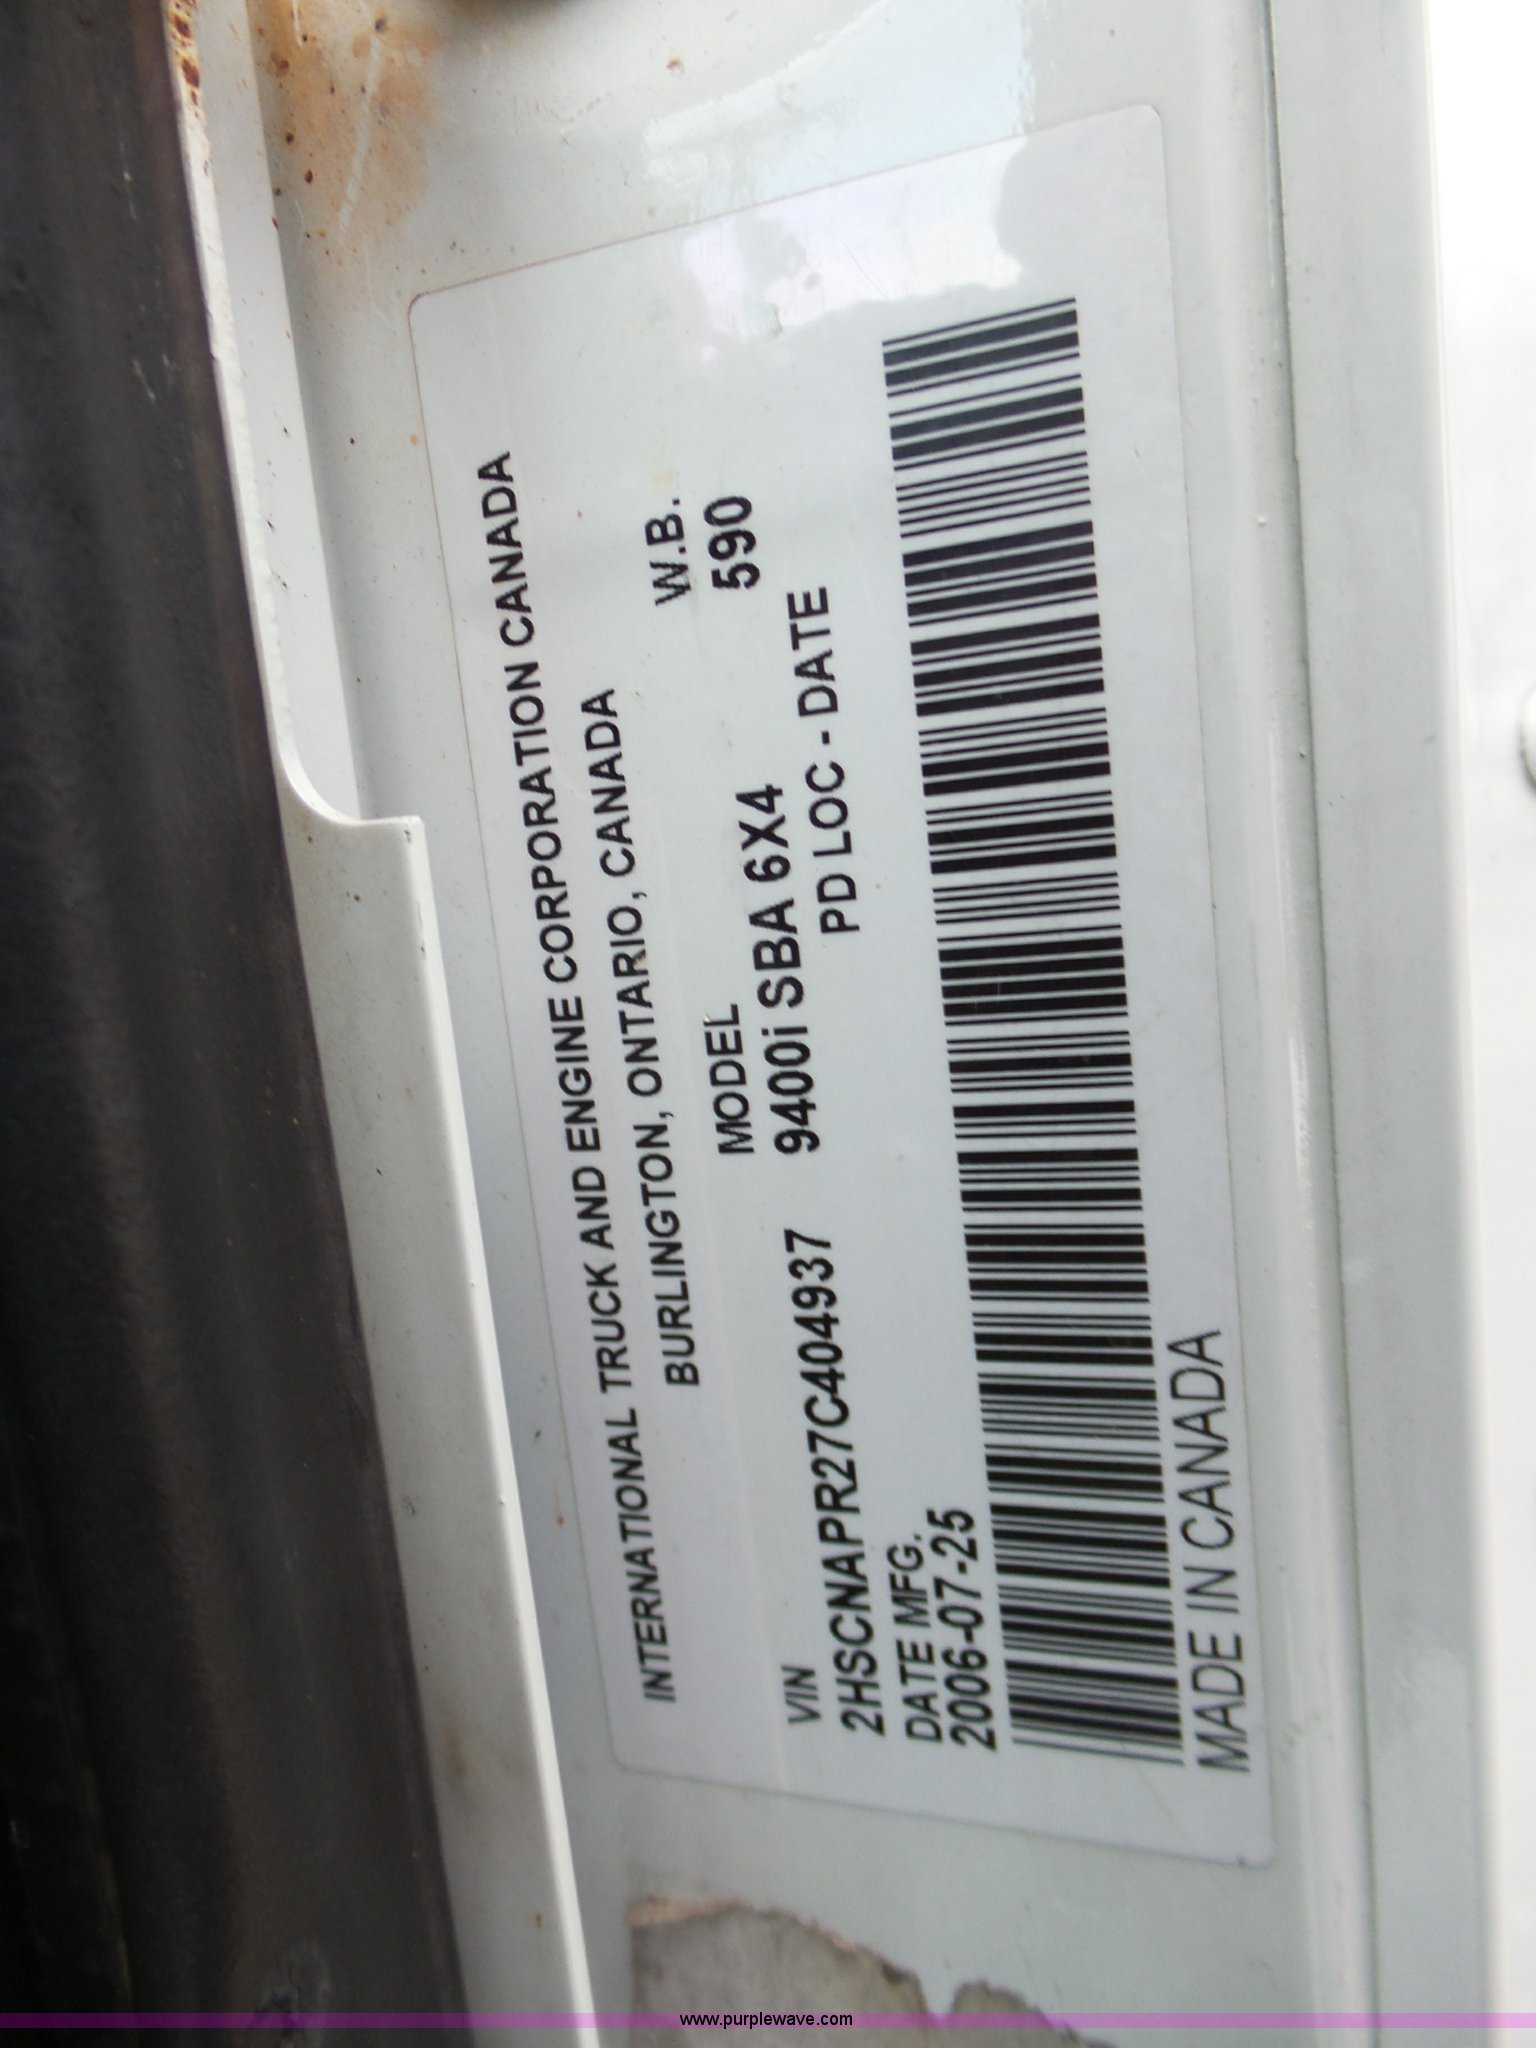 INTERNATIONAL TRUCK AND ENGINE CORPORATION CANADA
BURLINGTON, ONTARIO, CANADA
VIN MODEL W.B.
2HSCNAPR27C404937 9400i SBA 6X4 590
DATE MFG. PD LOC - DATE
2006-07-25
MADE IN CANADA
www.purplewave.com